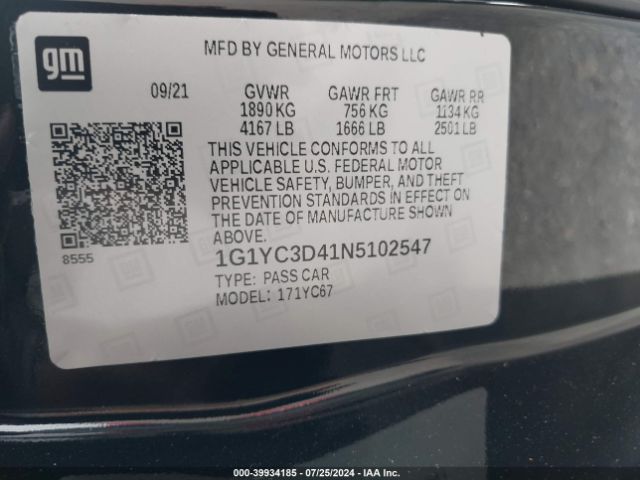 gm
MFD BY GENERAL MOTORS LLC
09/21 GVWR GAWR FRT GAWR RR
1890 KG 756 KG 1134 KG
4167 LB 1666 LB 2501 LB
THIS VEHICLE CONFORMS TO ALL
APPLICABLE U.S. FEDERAL MOTOR
VEHICLE SAFETY, BUMPER, AND THEFT
PREVENTION STANDARDS IN EFFECT ON
THE DATE OF MANUFACTURE SHOWN
ABOVE.
8555
1G1YC3D41N5102547
TYPE: PASS CAR
MODEL: 171YC67
000-39934185 - 07/25/2024 - IAA Inc.